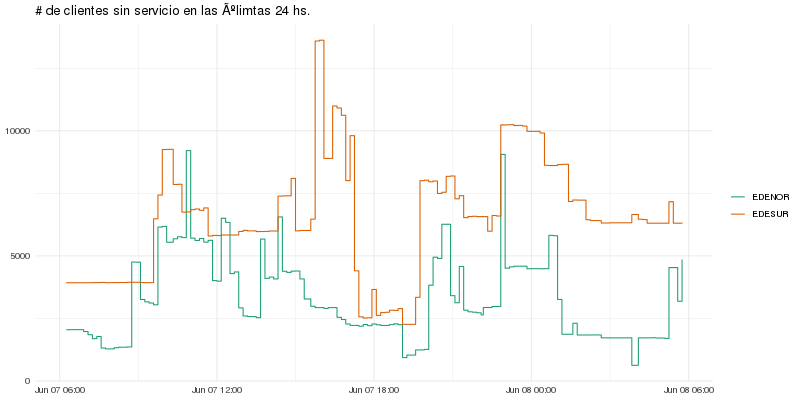 # de clientes sin servicio en las Ãºlimtas 24 hs.
10000
5000
0
EDENOR
EDESUR
Jun 07 06:00
Jun 07 12:00
Jun 07 18:00
Jun 08 00:00
Jun 08 06:00